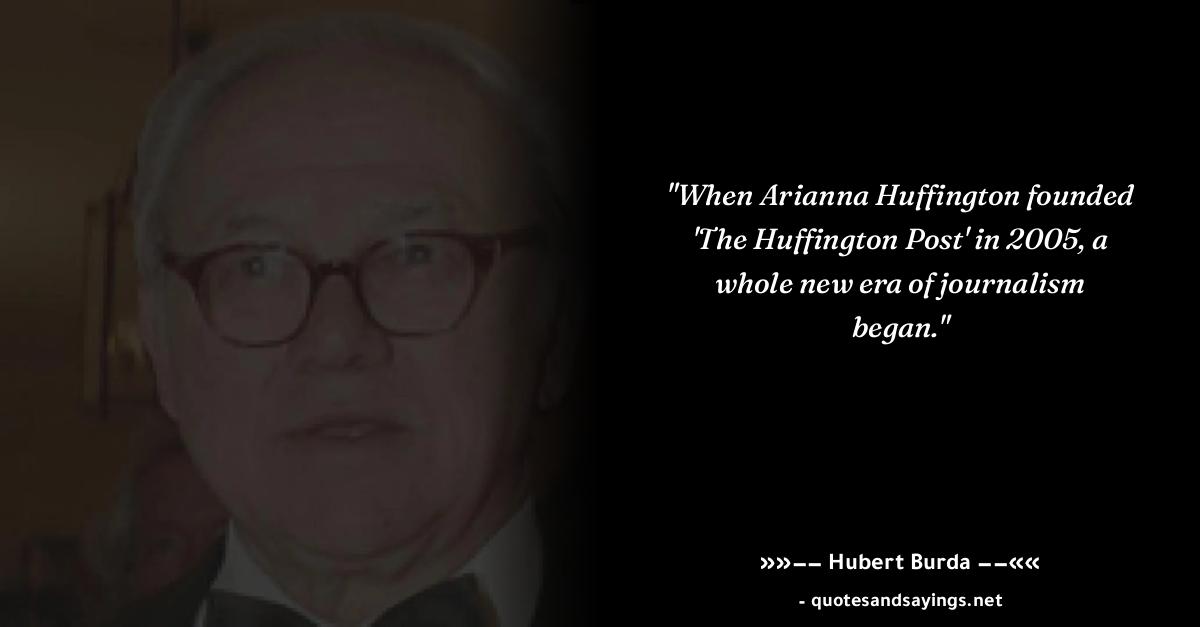 "When Arianna Huffington founded
'The Huffington Post' in 2005, a
whole new era of journalism
began."
»»−− Hubert Burda −−««
- quotesandsayings.net